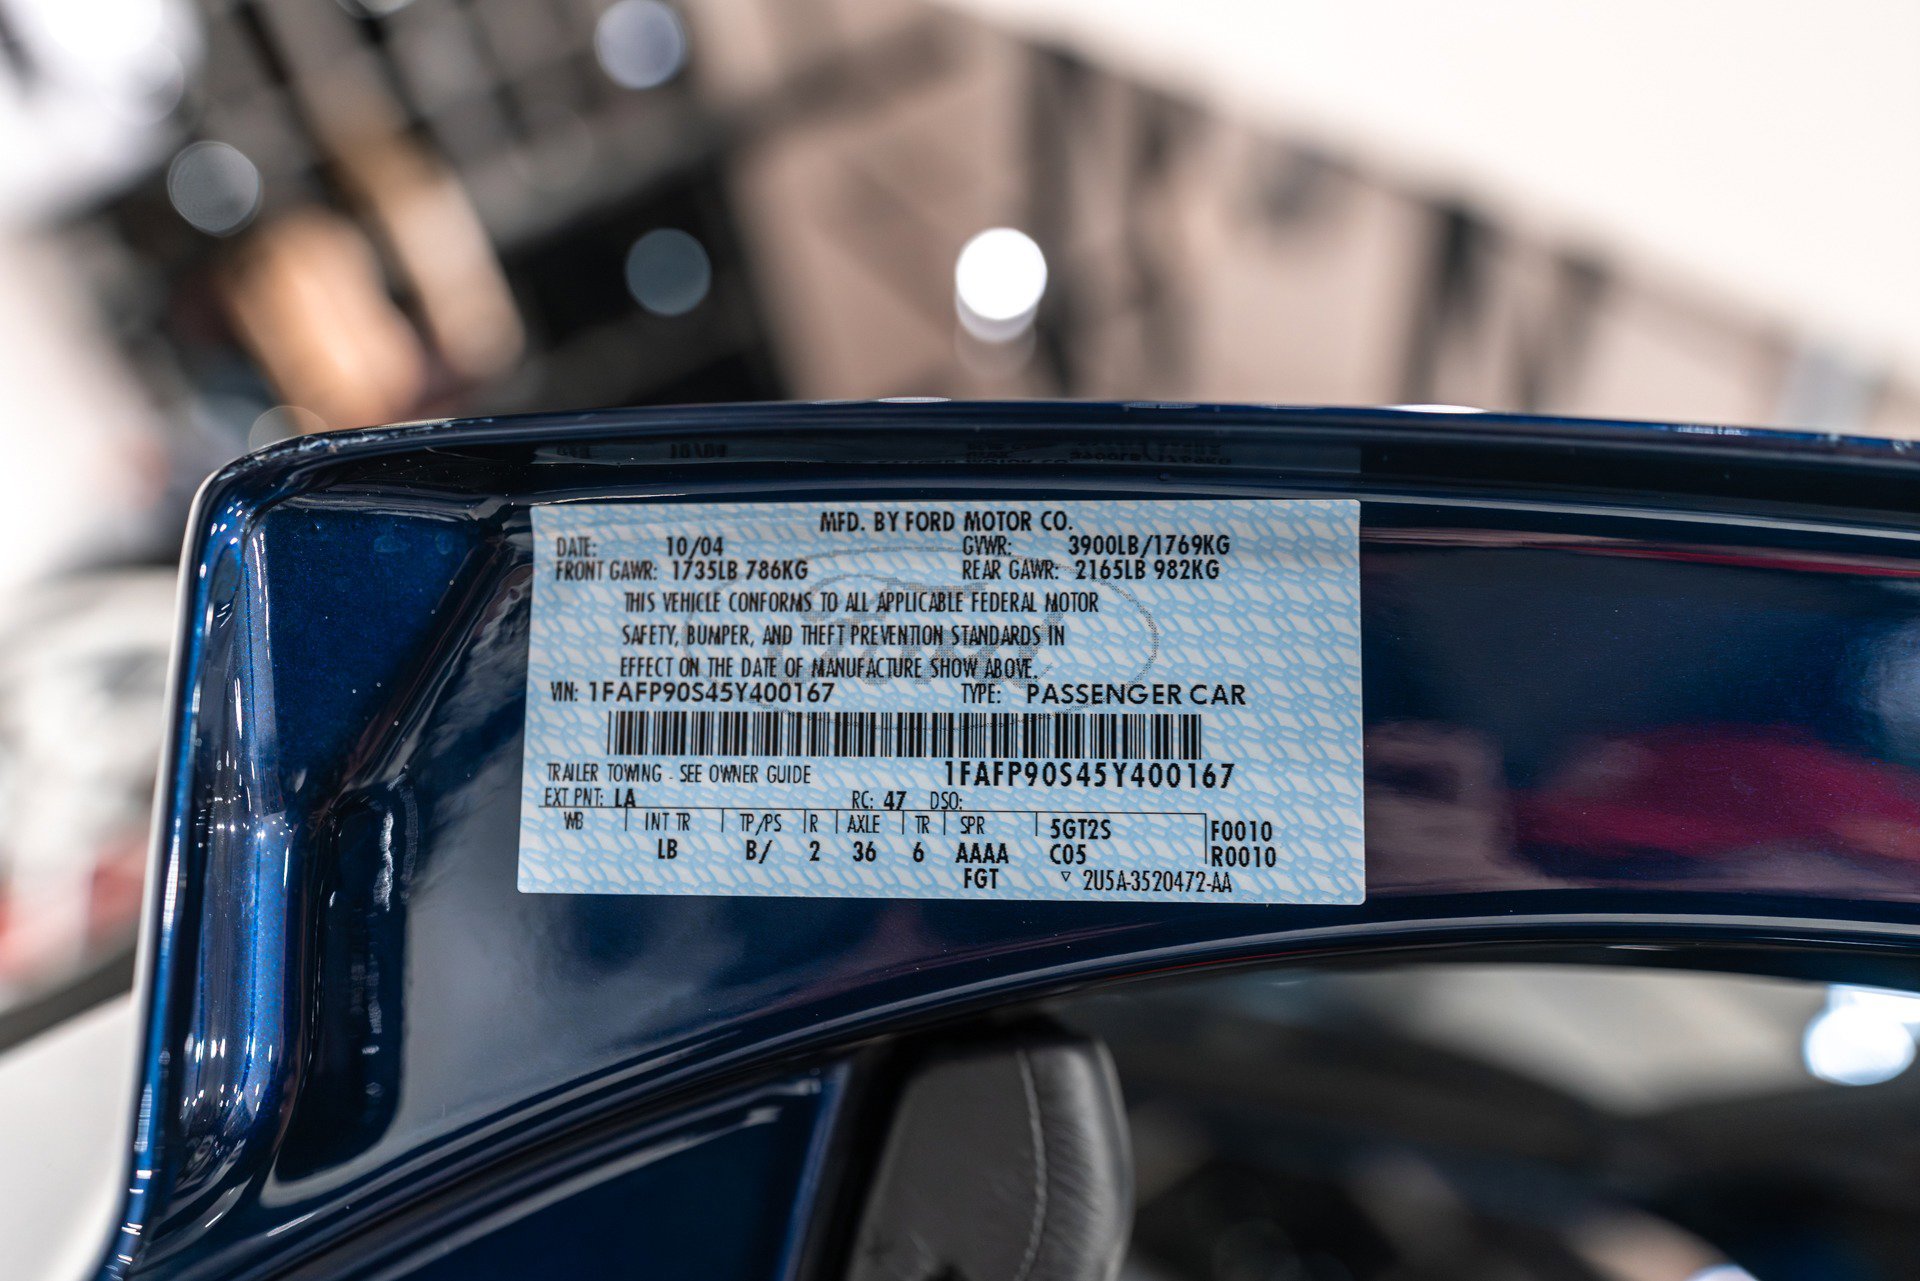 MFD. BY FORD MOTOR CO.
DATE: 10/04 GVWR: 3900LB/1769KG
FRONT GAWR: 1735LB 786KG REAR GAWR: 2165LB 982KG
THIS VEHICLE CONFORMS TO ALL APPLICABLE FEDERAL MOTOR
SAFETY, BUMPER, AND THEFT PREVENTION STANDARDS IN
EFFECT ON THE DATE OF MANUFACTURE SHOW ABOVE.
VIN: 1FAFP90S45Y400167 TYPE: PASSENGER CAR
TRAILER TOWING - SEE OWNER GUIDE 1FAFP90S45Y400167
EXT PNT: LA RC: 47 DSO:
WB INT TR TP/PS R AXLE TR SPR 5GT2S F0010
LB B/ 2 36 6 AAAA C05 R0010
FGT ▽ 2U5A-3520472-AA